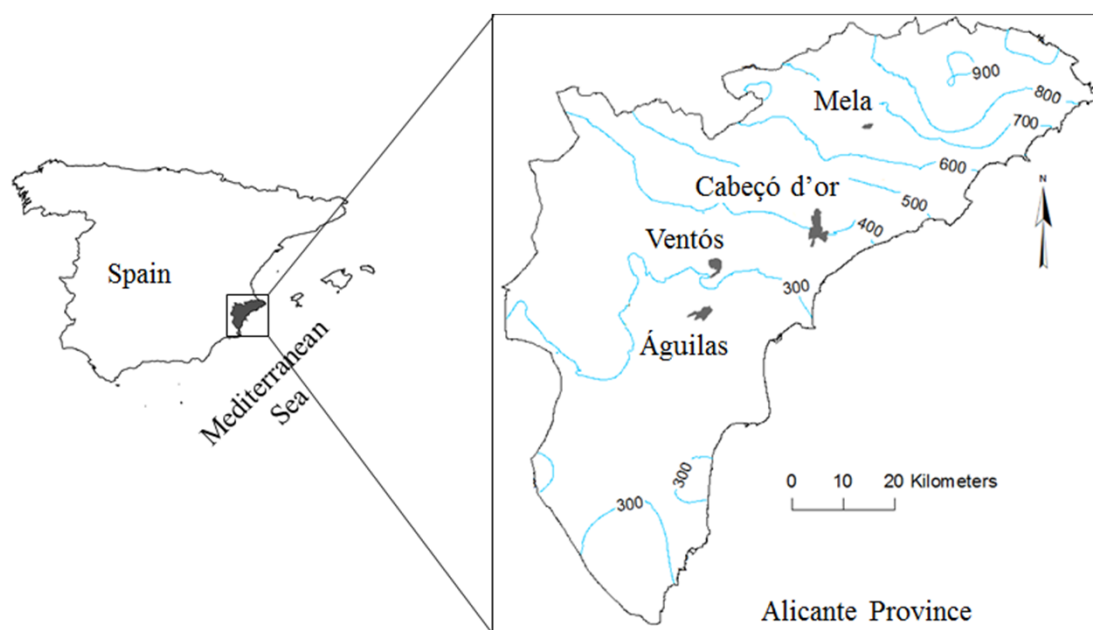 Spain
Mediterranean
Sea
900
Mela
800
700
600
Cabeçó d’or
500
400
N
Ventós
300
Águilas
300
300
0 10 20 Kilometers
Alicante Province